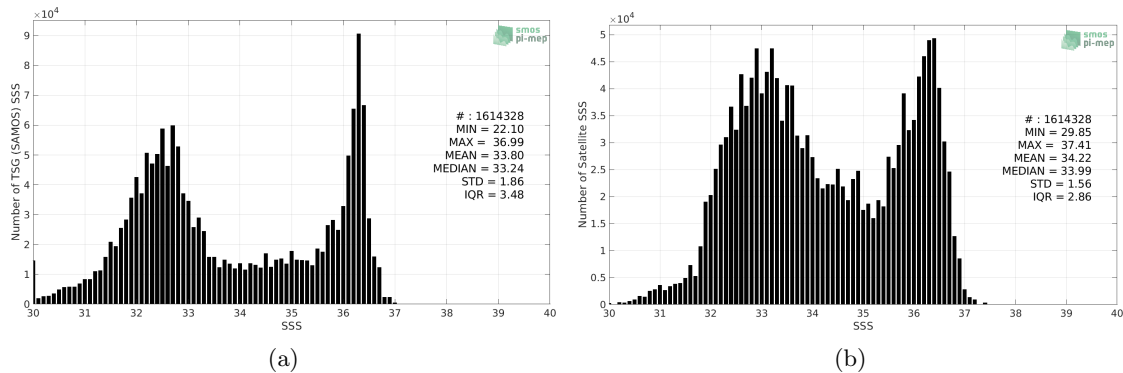 ×10⁴
9
8
7
6
5
4
3
2
1
0
Number of TSG (SAMOS) SSS
30 31 32 33 34 35 36 37 38 39 40
SSS
smos
pi-mep
# : 1614328
MIN = 22.10
MAX = 36.99
MEAN = 33.80
MEDIAN = 33.24
STD = 1.86
IQR = 3.48
(a)
×10⁴
5
4.5
4
3.5
3
2.5
2
1.5
1
0.5
0
Number of Satellite SSS
30 31 32 33 34 35 36 37 38 39 40
SSS
smos
pi-mep
# : 1614328
MIN = 29.85
MAX = 37.41
MEAN = 34.22
MEDIAN = 33.99
STD = 1.56
IQR = 2.86
(b)